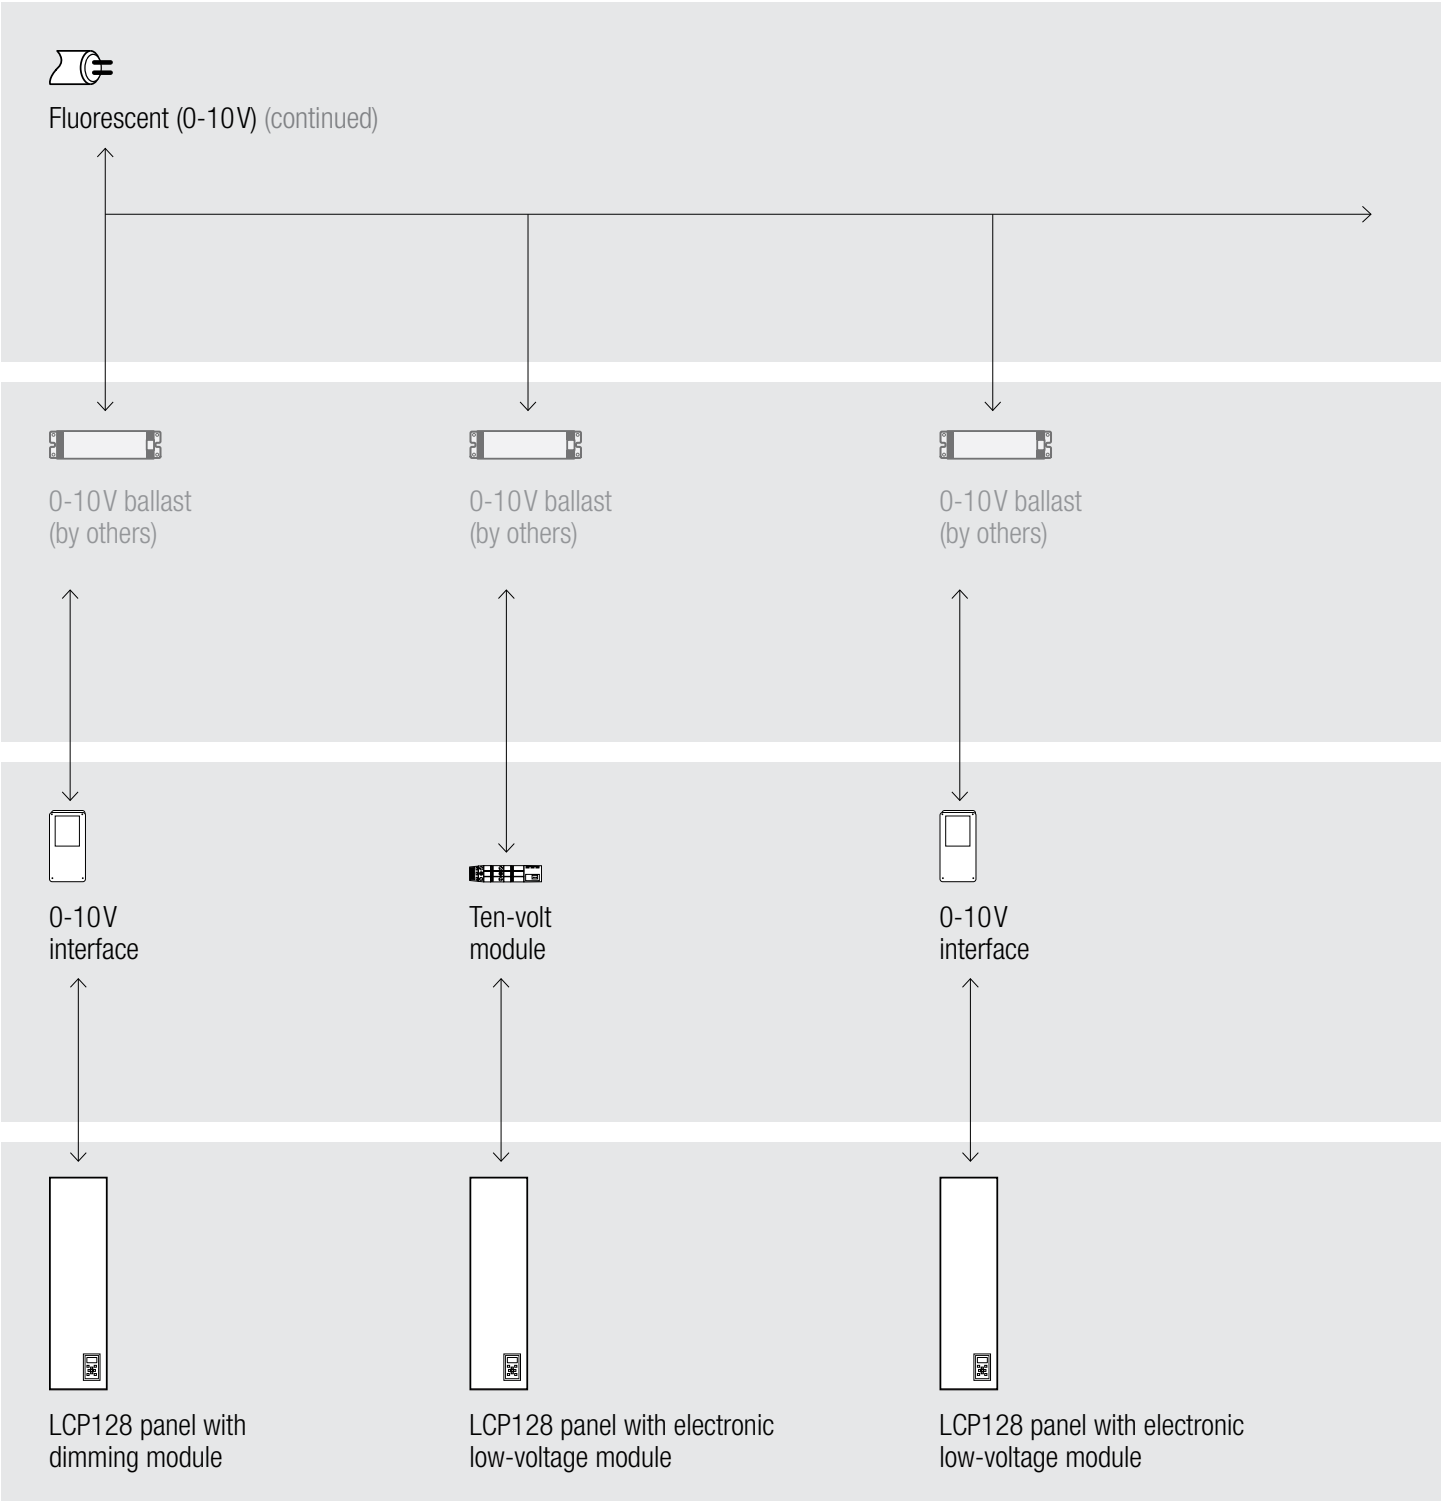 Fluorescent (0-10V) (continued)
0-10V ballast
(by others)
0-10V ballast
(by others)
0-10V ballast
(by others)
0-10V
interface
Ten-volt
module
0-10V
interface
LCP128 panel with
dimming module
LCP128 panel with electronic
low-voltage module
LCP128 panel with electronic
low-voltage module